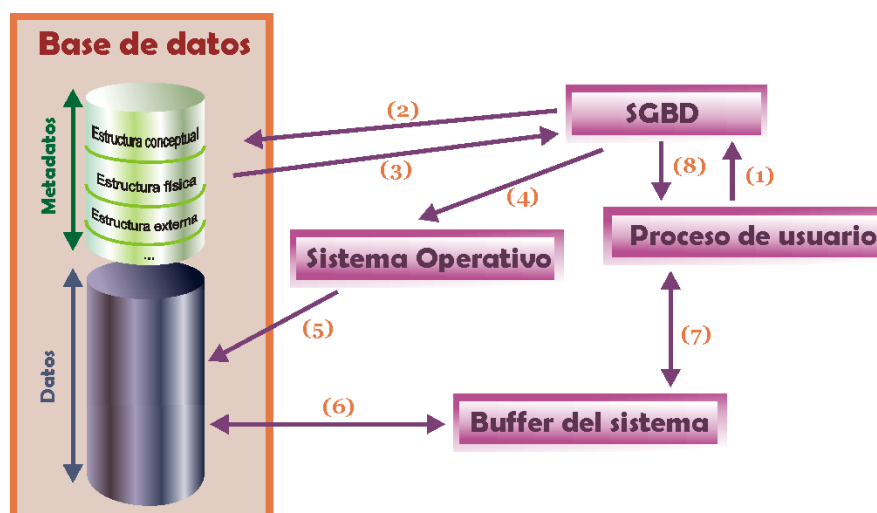 Base de datos
Metadatos
Estructura conceptual
Estructura física
Estructura externa
...
Datos
SGBD
(2)
(3)
(4)
(8)
(1)
Sistema Operativo
Proceso de usuario
(5)
(7)
(6)
Buffer del sistema